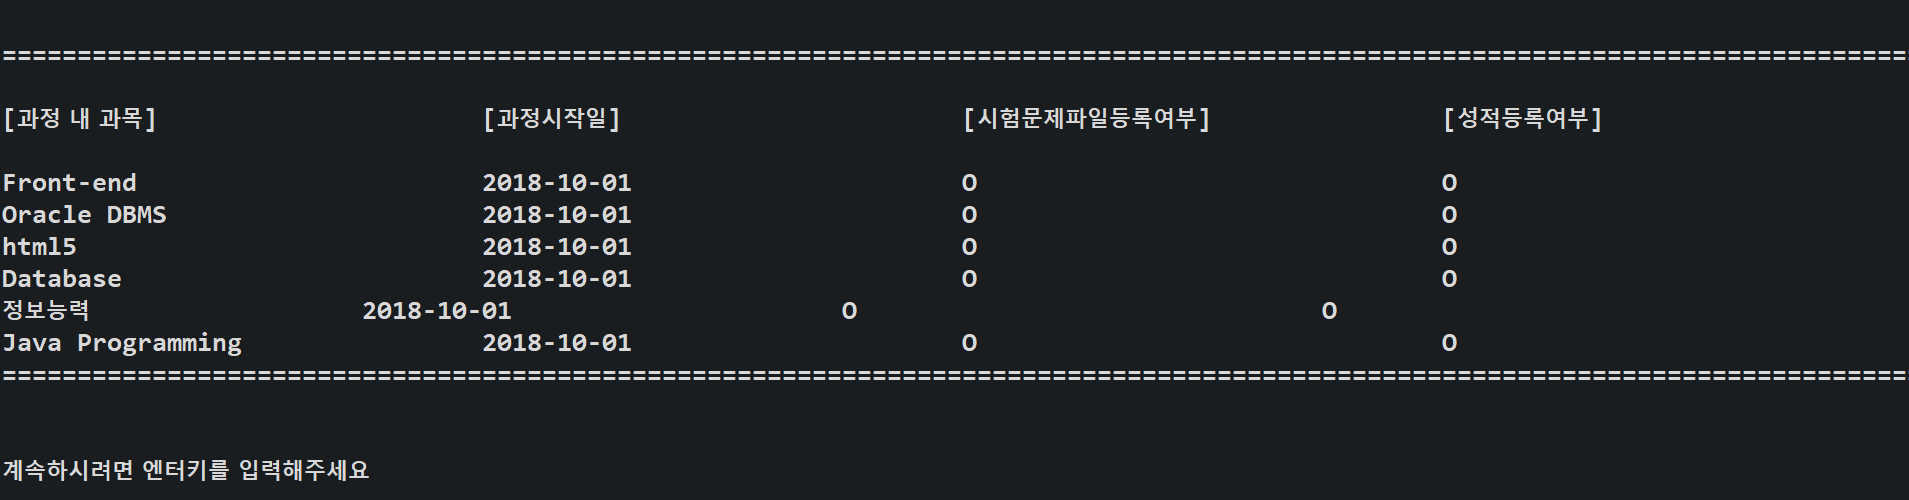 ================================================================================================================================
[과정 내 과목] [과정시작일] [시험문제파일등록여부] [성적등록여부]
Front-end 2018-10-01 O O
Oracle DBMS 2018-10-01 O O
html5 2018-10-01 O O
Database 2018-10-01 O O
정보능력 2018-10-01 O O
Java Programming 2018-10-01 O O
================================================================================================================================
계속하시려면 엔터키를 입력해주세요